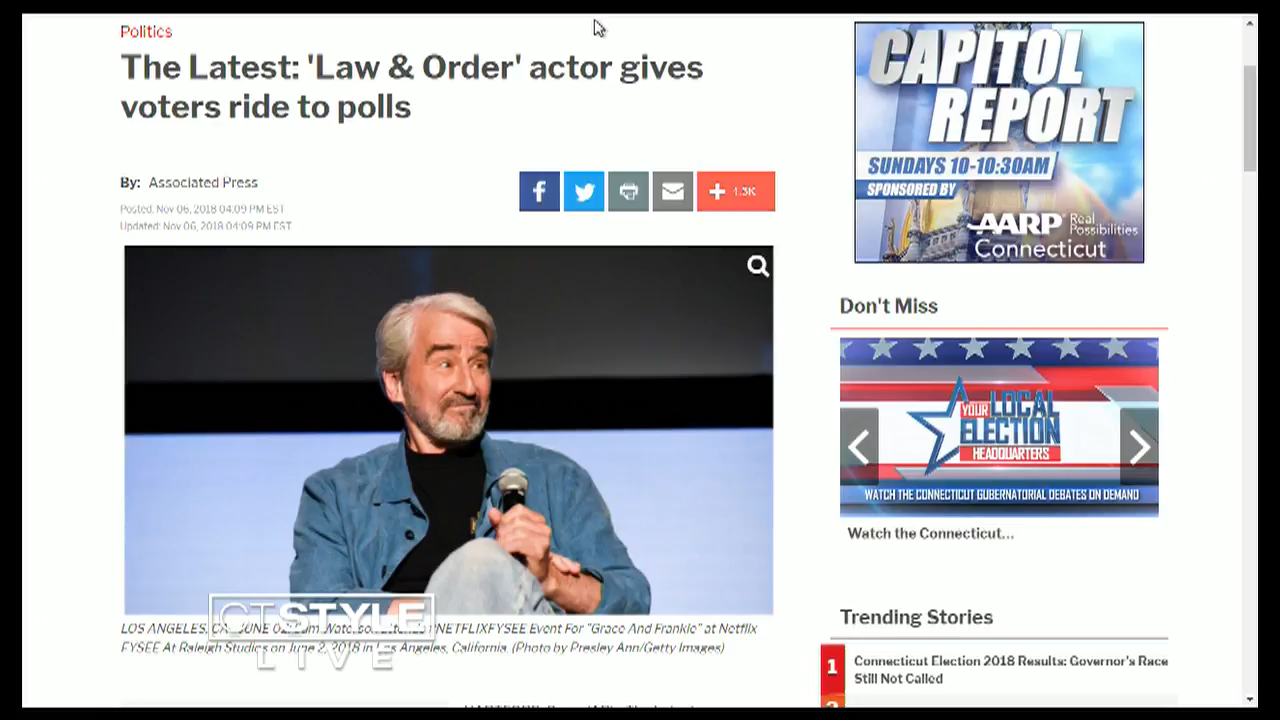 Politics
The Latest: 'Law & Order' actor gives
voters ride to polls
By: Associated Press
Posted: Nov 06, 2018 04:09 PM EST
Updated: Nov 06, 2018 04:09 PM EST
1.3K
LOS ANGELES, JUNE NETFLIXFYSEE Event For "Grace And Frankie" at Netflix
FYSEE At Raleigh Studios on June 2, 2018 in Los Angeles, California. (Photo by Presley Ann/Getty Images)
CT STYLE
LIVE
CAPITOL
REPORT
SUNDAYS 10-10:30AM
SPONSORED BY
AARP Real
Possibilities
Connecticut
Don't Miss
YOUR LOCAL
ELECTION
HEADQUARTERS
WATCH THE CONNECTICUT GUBERNATORIAL DEBATES ON DEMAND
Watch the Connecticut...
Trending Stories
1 Connecticut Election 2018 Results: Governor's Race
Still Not Called